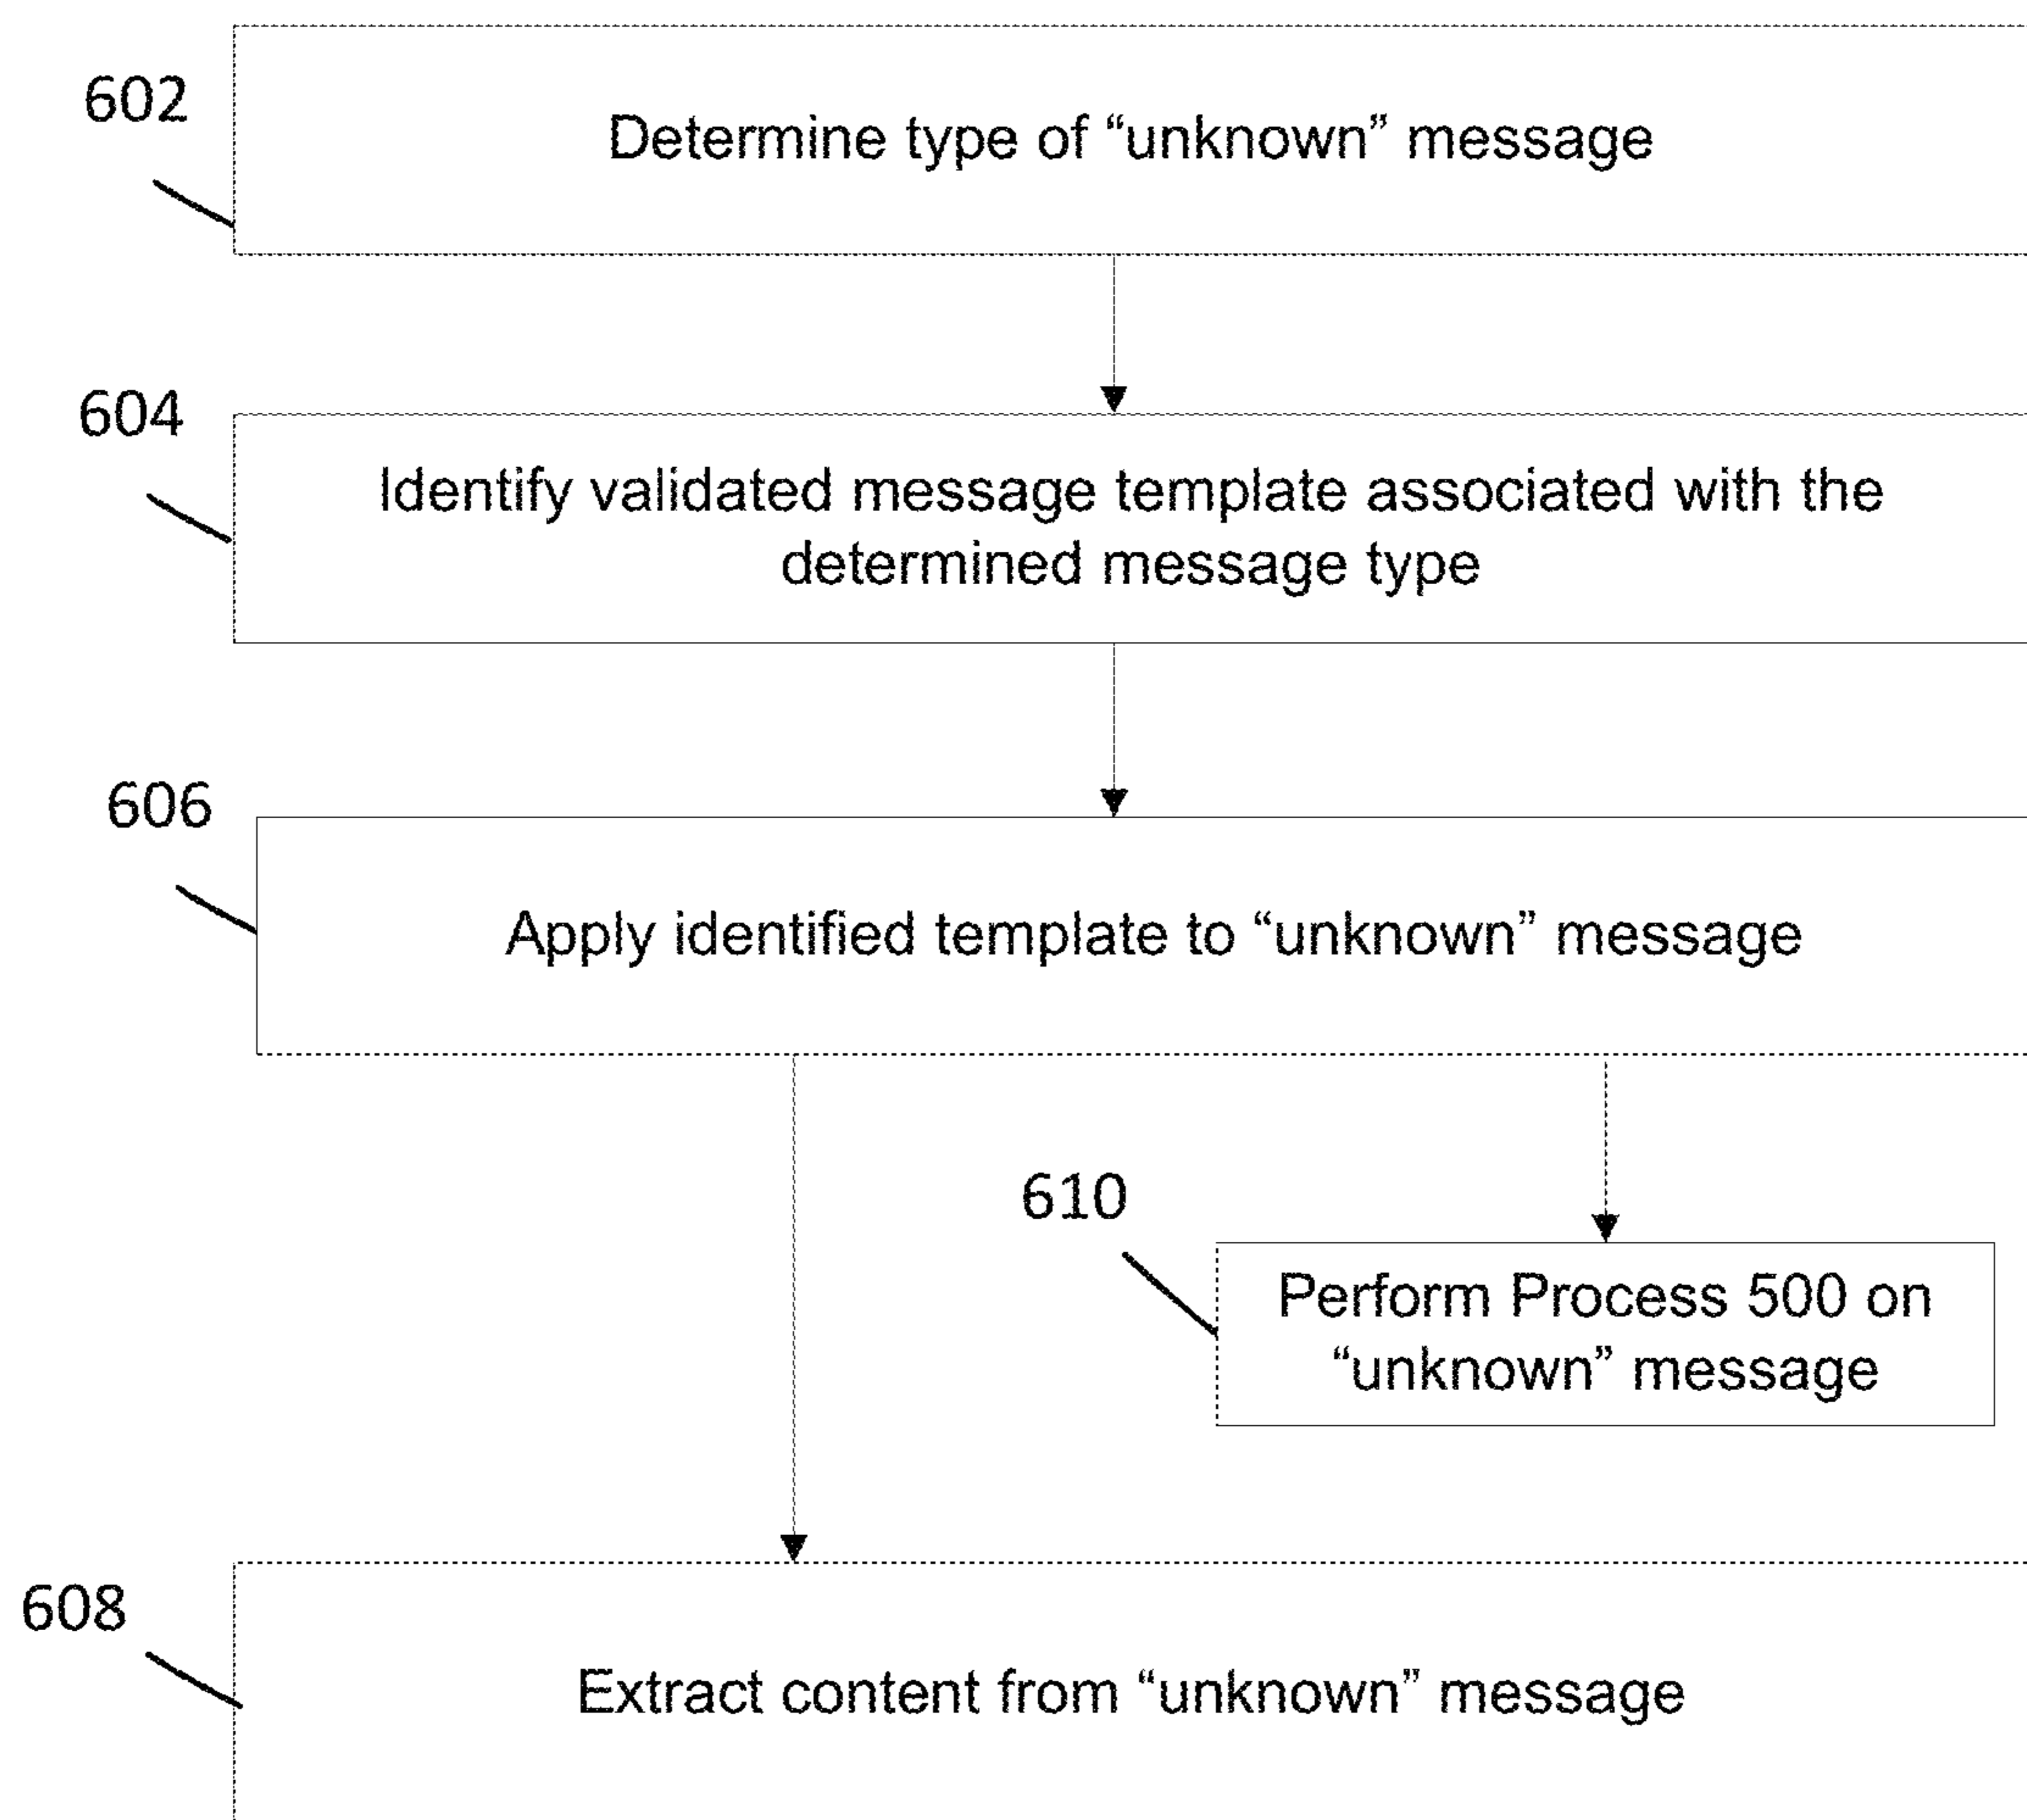 602
Determine type of “unknown” message
604
Identify validated message template associated with the
determined message type
606
Apply identified template to “unknown” message
610
Perform Process 500 on
“unknown” message
608
Extract content from “unknown” message